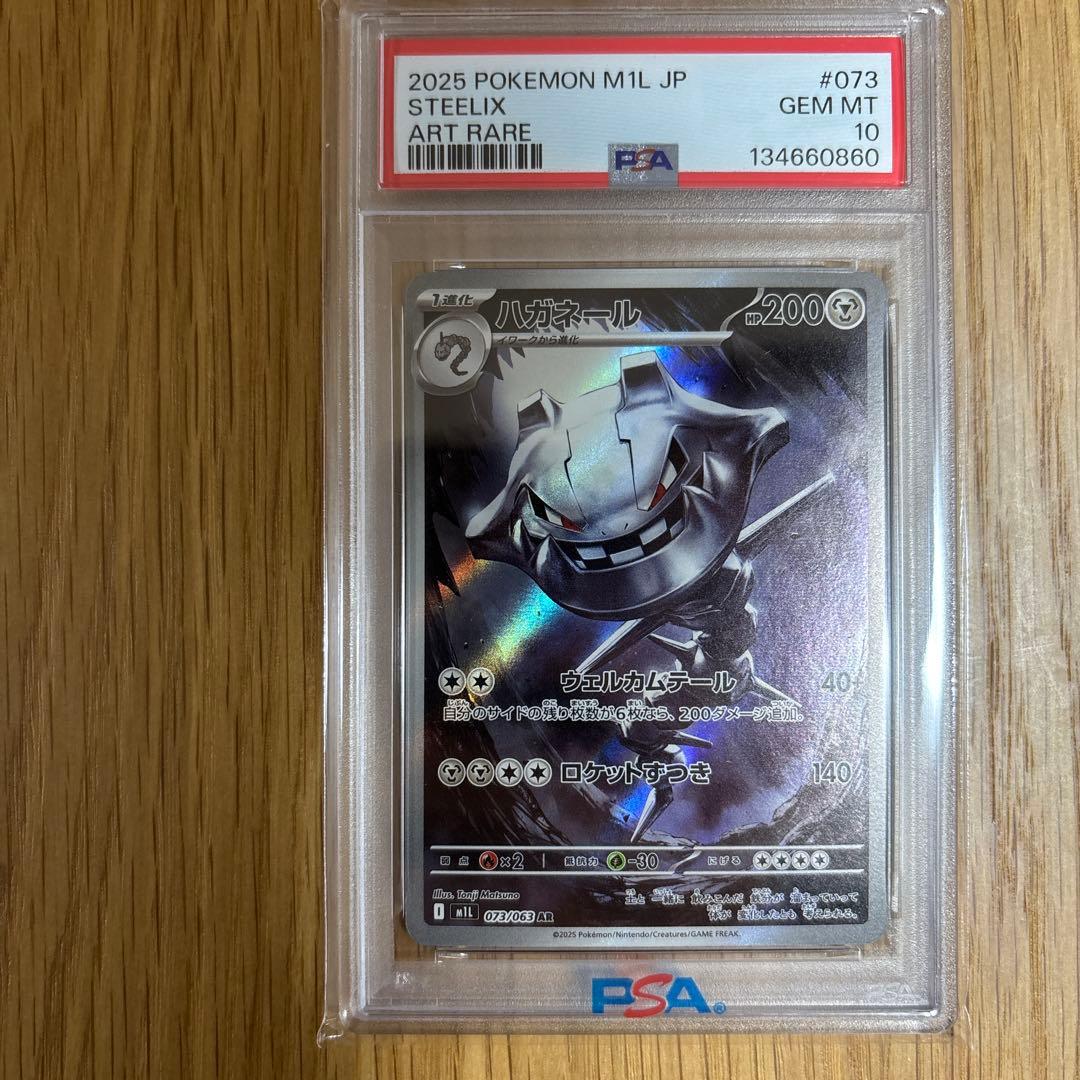 2025 POKEMON M1L JP #073
STEELIX GEM MT
ART RARE 10
PSA 134660860
1進化 ハガネール HP200
イワークから進化
ウェルカムテール 40+
自分のサイドの残り枚数が6枚なら、200ダメージ追加。
ロケットずつき 140
弱点 ×2 抵抗力 -30 にげる
Illus. Tonji Matsuno
土と一緒に飲みこんだ鉄分が溜まっていって
体が変化したとも考えられる。
M1L 073/063 AR
©2025 Pokémon/Nintendo/Creatures/GAME FREAK.
PSA®